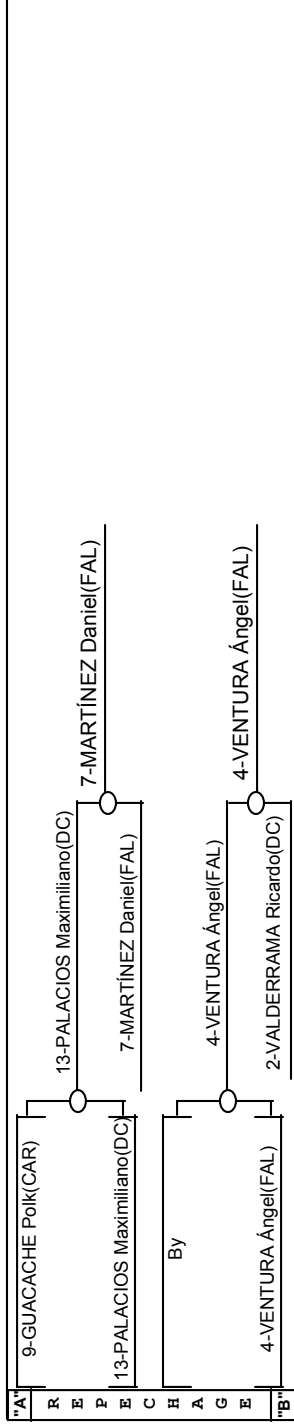 "A"
REPECHAGE
"B"
9-GUACACHE Polk(CAR)
13-PALACIOS Maximiliano(DC)
By
4-VENTURA Ángel(FAL)
13-PALACIOS Maximiliano(DC)
7-MARTÍNEZ Daniel(FAL)
4-VENTURA Ángel(FAL)
2-VALDERRAMA Ricardo(DC)
7-MARTÍNEZ Daniel(FAL)
4-VENTURA Ángel(FAL)